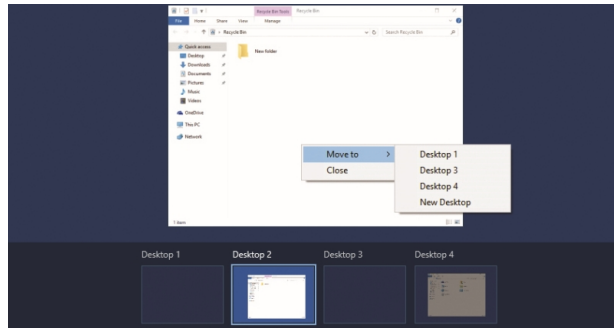 Recycle Bin Tools Recycle Bin
File Home Share View Manage
Recycle Bin
Search Recycle Bin
Quick access
Desktop
Downloads
Documents
Pictures
Music
Videos
OneDrive
This PC
Network
New folder
Move to
Close
Desktop 1
Desktop 3
Desktop 4
New Desktop
1 item
Desktop 1 Desktop 2 Desktop 3 Desktop 4